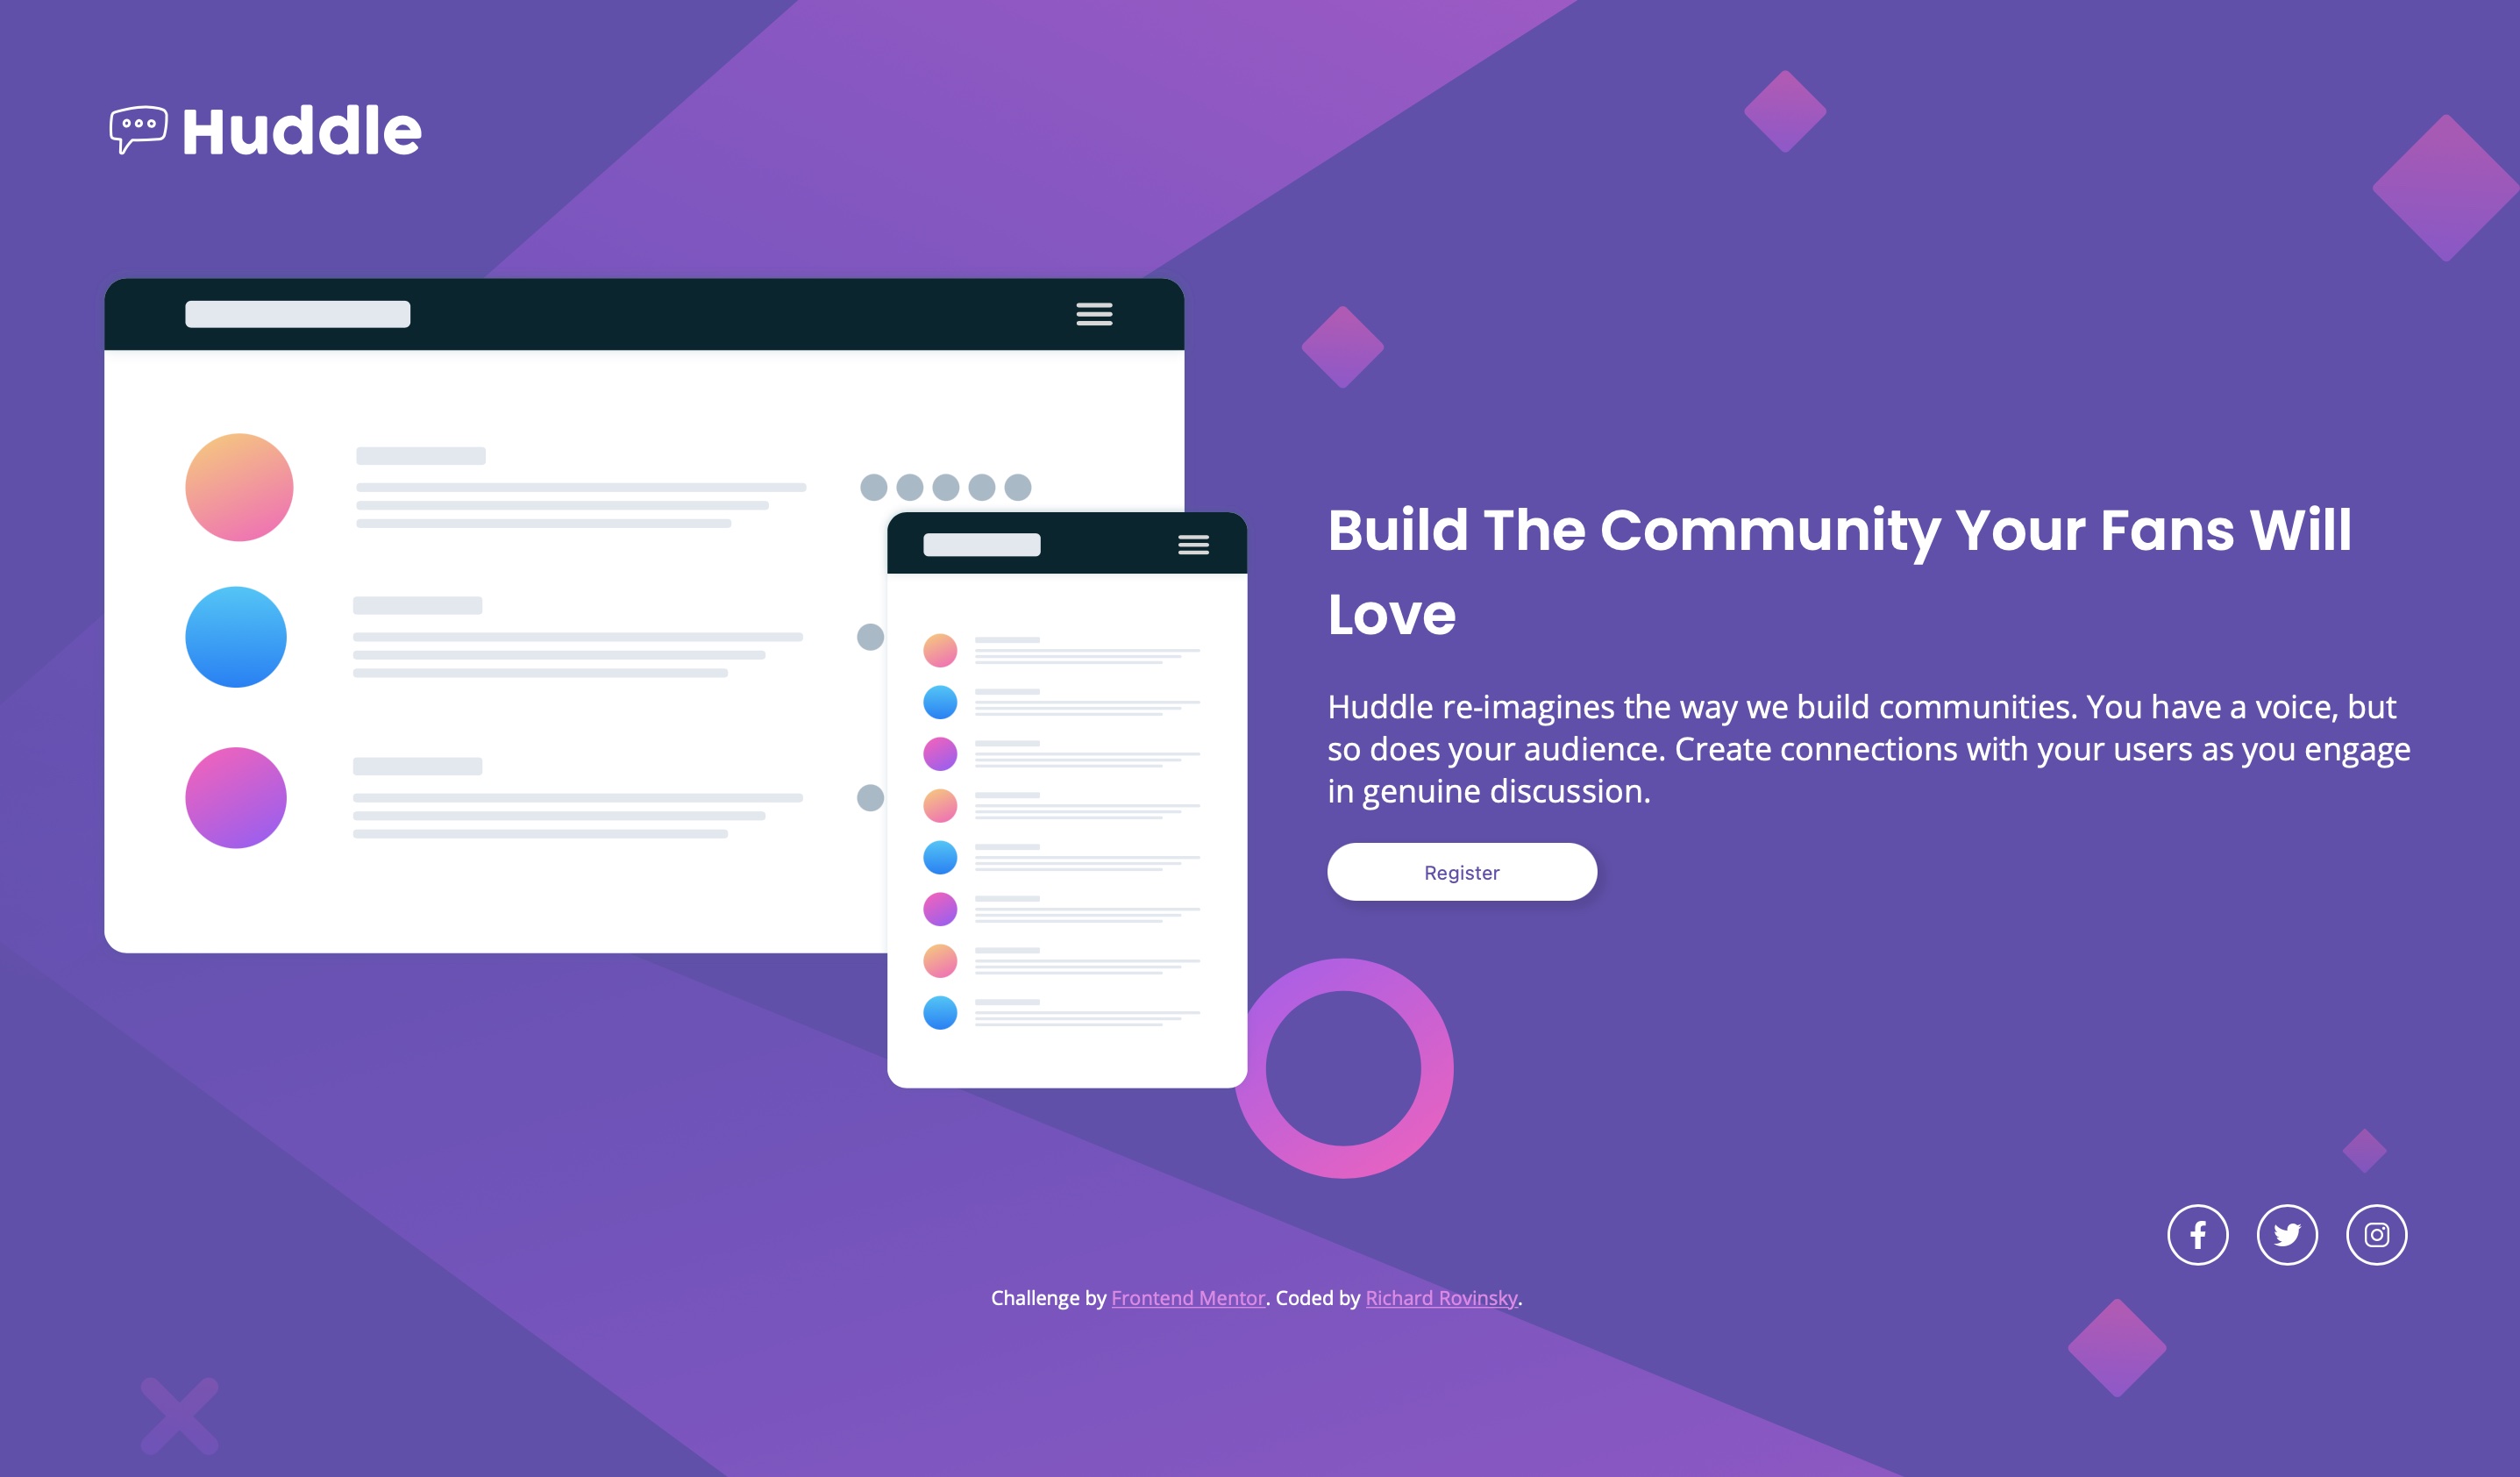 Huddle
Build The Community Your Fans Will
Love
Huddle re-imagines the way we build communities. You have a voice, but
so does your audience. Create connections with your users as you engage
in genuine discussion.
Register
Challenge by Frontend Mentor. Coded by Richard Rovinsky.